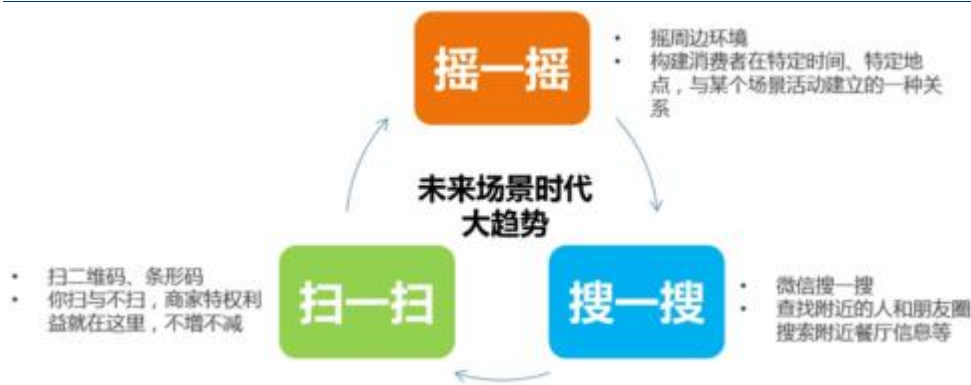 摇一摇
• 摇周边环境
• 构建消费者在特定时间、特定地
点，与某个场景活动建立的一种关
系
未来场景时代
大趋势
• 扫二维码、条形码
• 你扫与不扫，商家特权利
益就在这里，不增不减
扫一扫
搜一搜
• 微信搜一搜
• 查找附近的人和朋友圈
搜索附近餐厅信息等